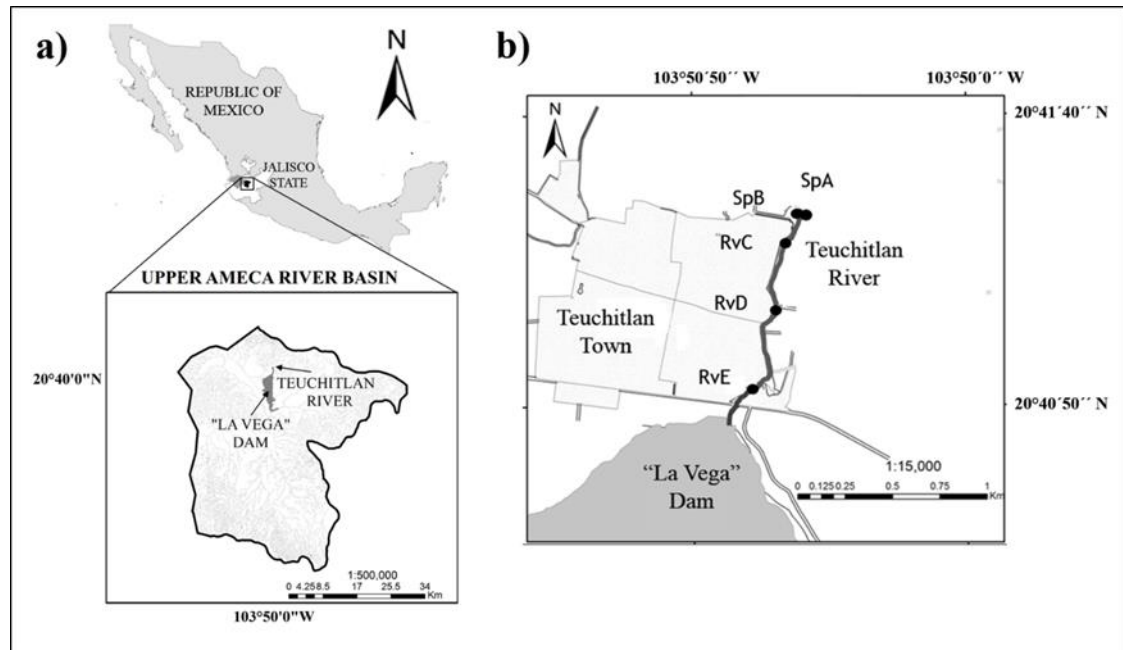 a)
N
REPUBLIC OF
MEXICO
JALISCO
STATE
UPPER AMECA RIVER BASIN
20°40'0"N
TEUCHITLAN
RIVER
"LA VEGA"
DAM
1:500,000
0 4.25 8.5 17 25.5 34
Km
103°50'0"W
b)
103°50´50´´ W
103°50´0´´ W
N
20°41´40´´ N
SpA
SpB
RvC
Teuchitlan
River
RvD
Teuchitlan
Town
RvE
20°40´50´´ N
1:15,000
“La Vega”
Dam
0 0.125 0.25 0.5 0.75 1
Km